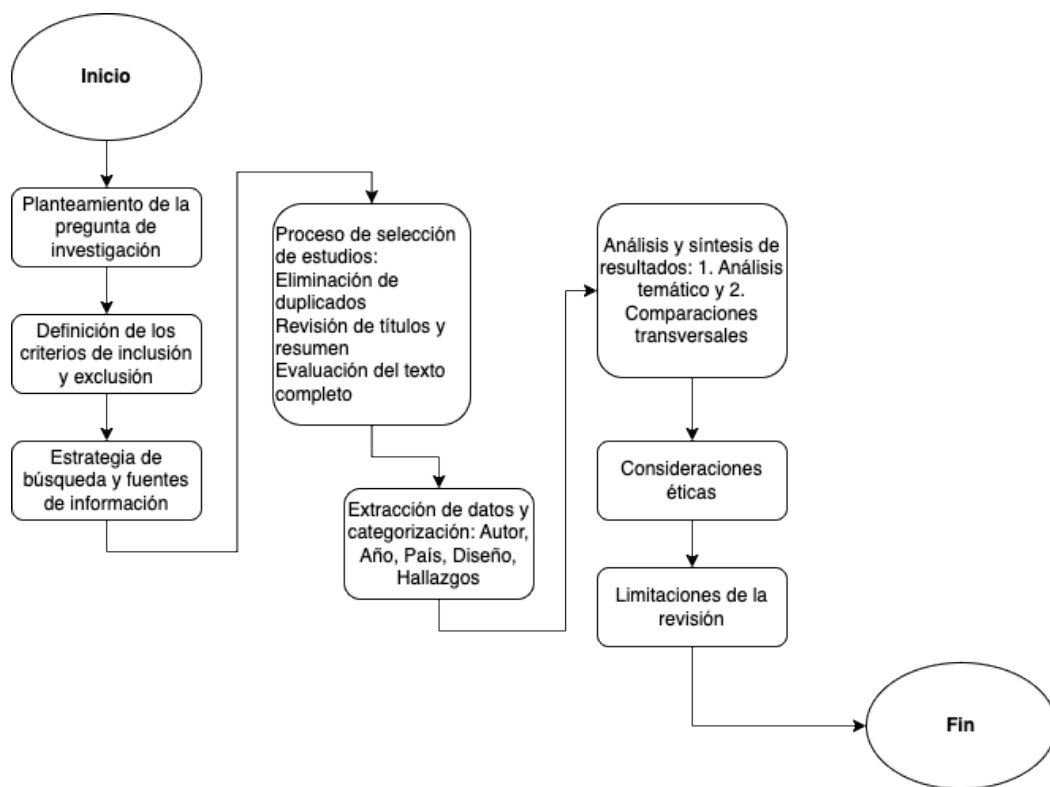 Inicio
Planteamiento de la
pregunta de
investigación
Definición de los
criterios de inclusión
y exclusión
Estrategia de
búsqueda y fuentes
de información
Proceso de selección
de estudios:
Eliminación de
duplicados
Revisión de títulos y
resumen
Evaluación del texto
completo
Extracción de datos y
categorización: Autor,
Año, País, Diseño,
Hallazgos
Análisis y síntesis de
resultados: 1. Análisis
temático y 2.
Comparaciones
transversales
Consideraciones
éticas
Limitaciones de la
revisión
Fin